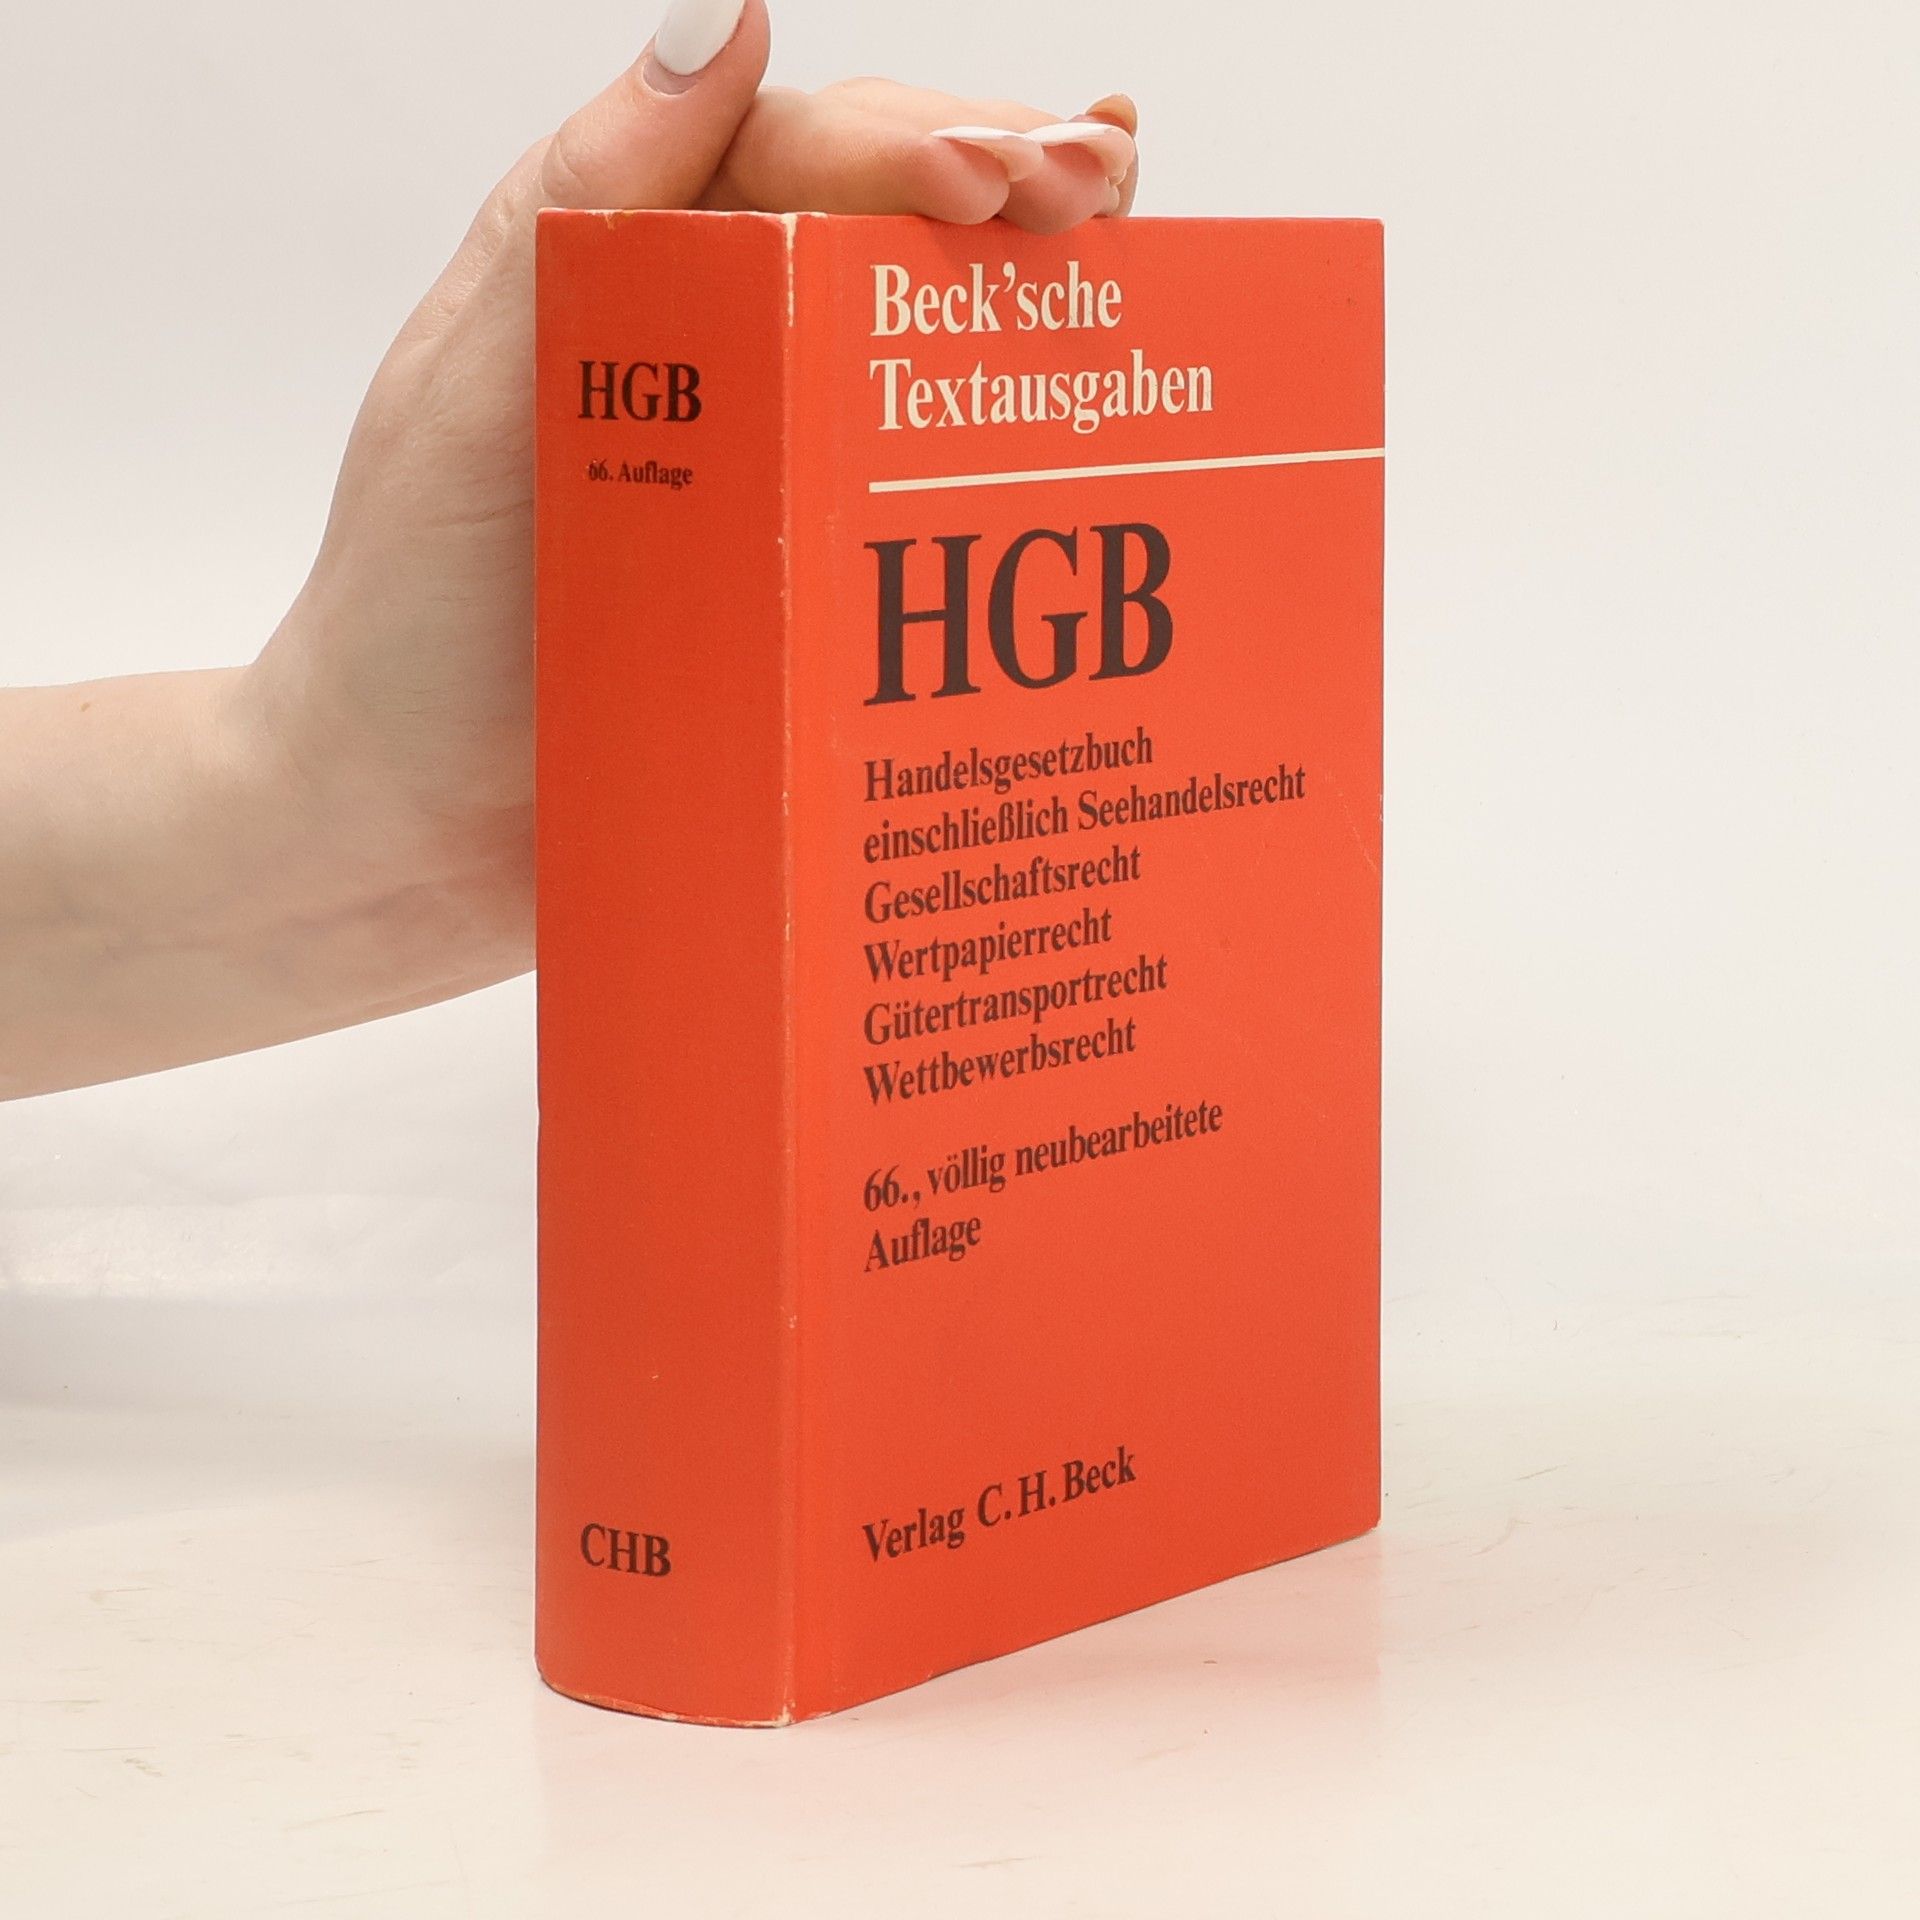 HGB
66. Auflage
CHB
Beck'sche
Textausgaben
HGB
Handelsgesetzbuch
einschließlich Seehandelsrecht
Gesellschaftsrecht
Wertpapierrecht
Gütertransportrecht
Wettbewerbsrecht
66., völlig neubearbeitete
Auflage
Verlag C. H. Beck